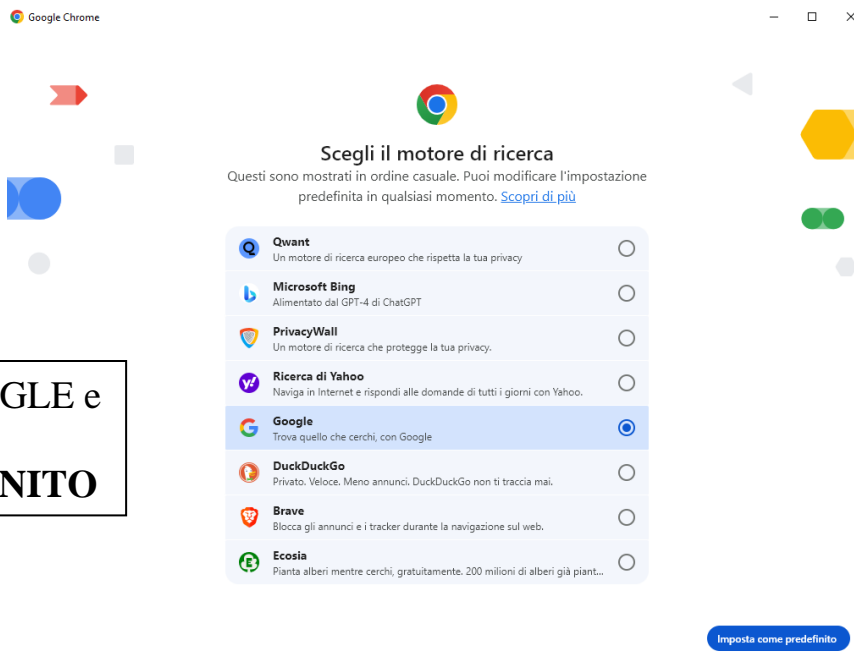 Google Chrome
Scegli il motore di ricerca
Questi sono mostrati in ordine casuale. Puoi modificare l'impostazione
predefinita in qualsiasi momento. Scopri di più
Qwant
Un motore di ricerca europeo che rispetta la tua privacy
Microsoft Bing
Alimentato dal GPT-4 di ChatGPT
PrivacyWall
Un motore di ricerca che protegge la tua privacy.
Ricerca di Yahoo
Naviga in Internet e rispondi alle domande di tutti i giorni con Yahoo.
GLE e
Google
Trova quello che cerchi, con Google
DuckDuckGo
Privato. Veloce. Meno annunci. DuckDuckGo non ti traccia mai.
NITO
Brave
Blocca gli annunci e i tracker durante la navigazione sul web.
Ecosia
Pianta alberi mentre cerchi, gratuitamente. 200 milioni di alberi già piant...
Imposta come predefinito